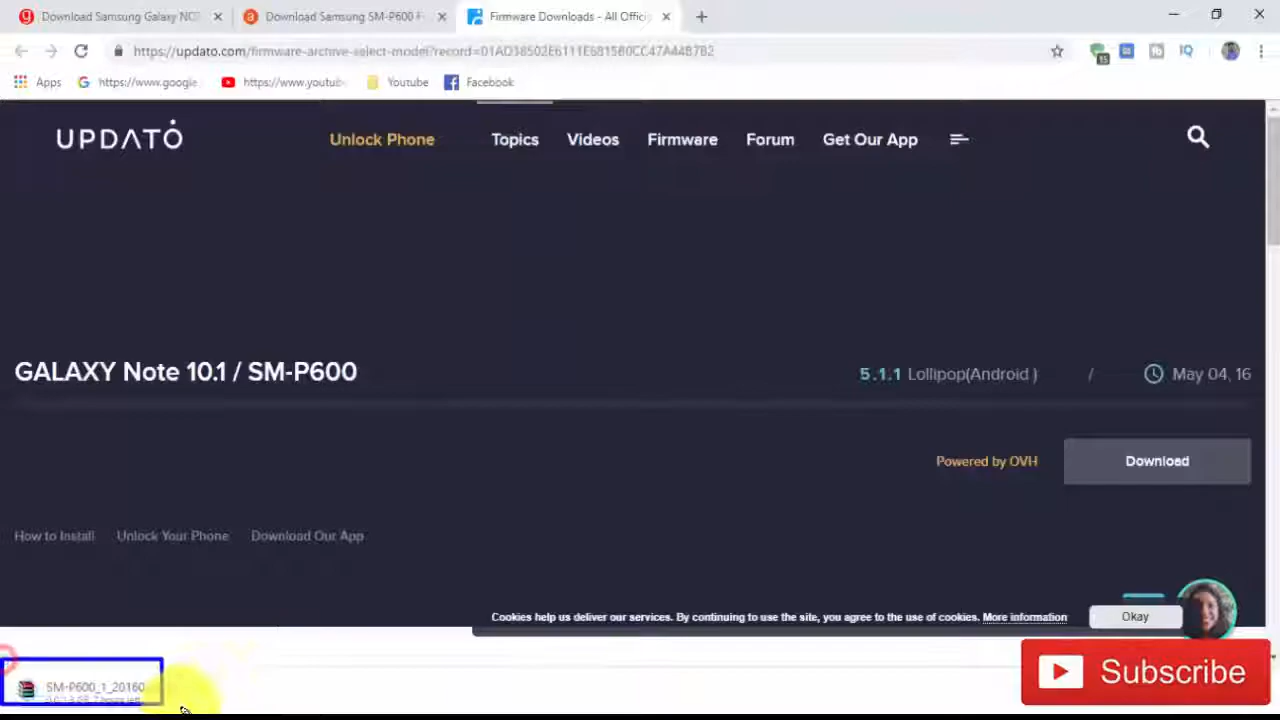 Download Samsung Galaxy NOT
Download Samsung SM-P600 F
Firmware Downloads - All Offici
https://updato.com/firmware-archive-select-model?record=01AD38502E6111E6815B0CC47A44B7B2
15
Apps
https://www.google
https://www.youtub
Youtube
Facebook
UPDATO
Unlock Phone
Topics
Videos
Firmware
Forum
Get Our App
GALAXY Note 10.1 / SM-P600
5.1.1 Lollipop(Android )
/
May 04, 16
Powered by OVH
Download
How to Install
Unlock Your Phone
Download Our App
Cookies help us deliver our services. By continuing to use the site, you agree to the use of cookies. More information
Okay
SM-P600_1_20160
Subscribe